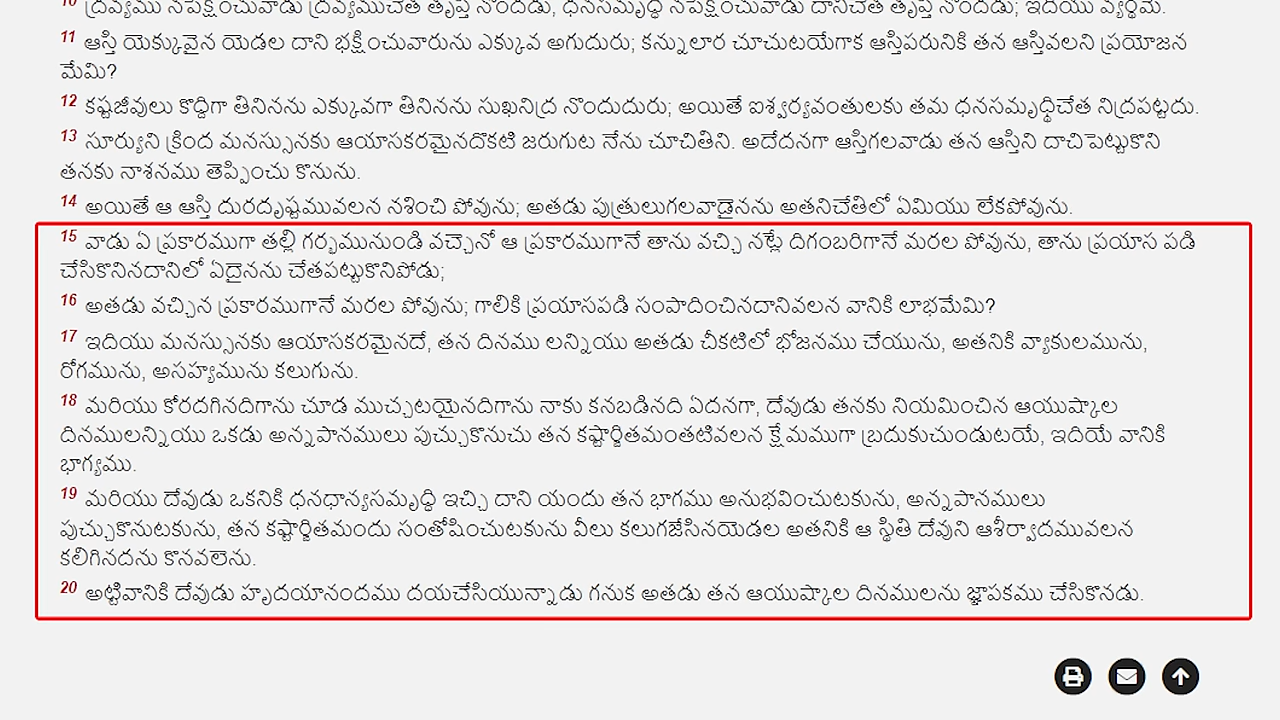 10 ద్రవ్యము నపేక్షించువాడు ద్రవ్యముచేత తృప్తి నొందడు, ధనసమృద్ధి నపేక్షించువాడు దానిచేత తృప్తి నొందడు; ఇదియు వ్యర్థమే.
11 ఆస్తి యెక్కువైన యెడల దాని భక్షించువారును ఎక్కువ అగుదురు; కన్నులార చూచుటయేగాక ఆస్తిపరునికి తన ఆస్తివలని ప్రయోజన
మేమి?
12 కష్టజీవులు కొద్దిగా తినినను ఎక్కువగా తినినను సుఖనిద్ర నొందుదురు; అయితే ఐశ్వర్యవంతులకు తమ ధనసమృద్ధిచేత నిద్రపట్టదు.
13 సూర్యుని క్రింద మనస్సునకు ఆయాసకరమైనదొకటి జరుగుట నేను చూచితిని. అదేదనగా ఆస్తిగలవాడు తన ఆస్తిని దాచిపెట్టుకొని
తనకు నాశనము తెప్పించు కొనును.
14 అయితే ఆ ఆస్తి దురదృష్టమువలన నశించి పోవును; అతడు పుత్రులుగలవాడైనను అతనిచేతిలో ఏమియు లేకపోవును.
15 వాడు ఏ ప్రకారముగా తల్లి గర్భమునుండి వచ్చెనో ఆ ప్రకారముగానే తాను వచ్చి నట్లే దిగంబరిగానే మరల పోవును, తాను ప్రయాస పడి
చేసికొనినదానిలో ఏదైనను చేతపట్టుకొనిపోడు;
16 అతడు వచ్చిన ప్రకారముగానే మరల పోవును; గాలికి ప్రయాసపడి సంపాదించినదానివలన వానికి లాభమేమి?
17 ఇదియు మనస్సునకు ఆయాసకరమైనదే, తన దినము లన్నియు అతడు చీకటిలో భోజనము చేయును, అతనికి వ్యాకులమును,
రోగమును, అసహ్యమును కలుగును.
18 మరియు కోరదగినదిగాను చూడ ముచ్చటయైనదిగాను నాకు కనబడినది ఏదనగా, దేవుడు తనకు నియమించిన ఆయుష్కాల
దినములన్నియు ఒకడు అన్నపానములు పుచ్చుకొనుచు తన కష్టార్జితమంతటివలన క్షేమముగా బ్రదుకుచుండుటయే, ఇదియే వానికి
భాగ్యము.
19 మరియు దేవుడు ఒకనికి ధనధాన్యసమృద్ధి ఇచ్చి దాని యందు తన భాగము అనుభవించుటకును, అన్నపానములు
పుచ్చుకొనుటకును, తన కష్టార్జితమందు సంతోషించుటకును వీలు కలుగజేసినయెడల అతనికి ఆ స్థితి దేవుని ఆశీర్వాదమువలన
కలిగినదను కొనవలెను.
20 అట్టివానికి దేవుడు హృదయానందము దయచేసియున్నాడు గనుక అతడు తన ఆయుష్కాల దినములను జ్ఞాపకము చేసికొనడు.